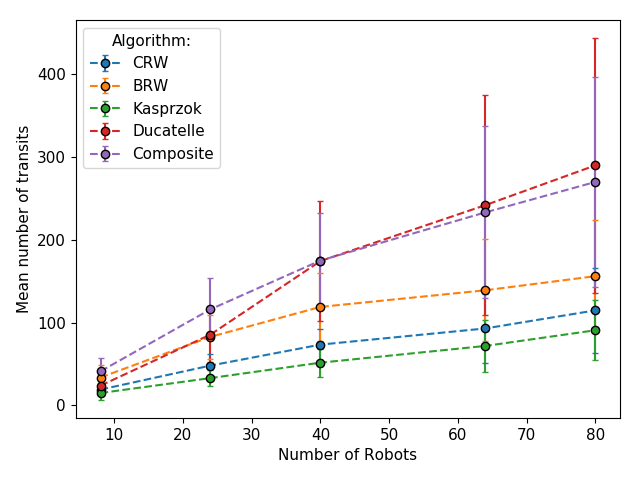 Algorithm:
CRW
BRW
Kasprzok
Ducatelle
Composite
Mean number of transits
400
300
200
100
0
10 20 30 40 50 60 70 80
Number of Robots